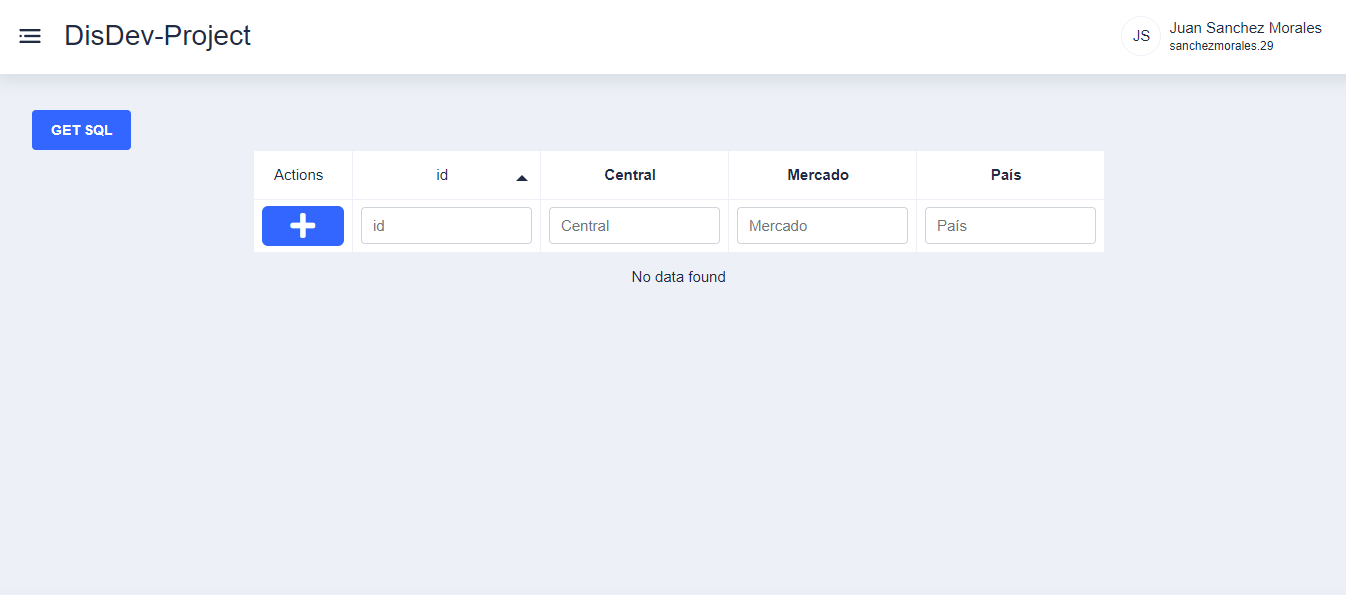 DisDev-Project
JS
Juan Sanchez Morales
sanchezmorales.29
GET SQL
Actions id Central Mercado País
id Central Mercado País
No data found